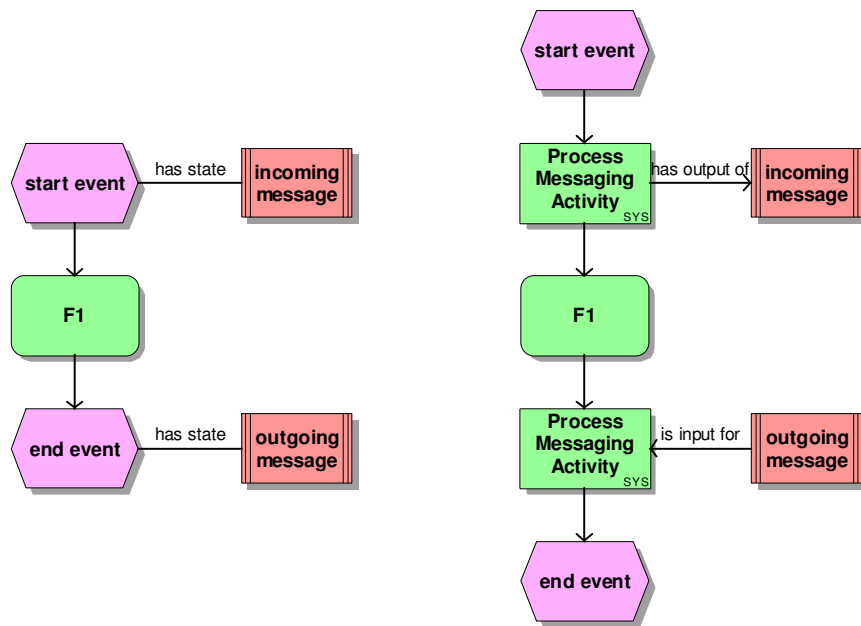 start event
has state
incoming
message
F1
end event
has state
outgoing
message
start event
Process
Messaging
Activity
SYS
has output of
incoming
message
F1
Process
Messaging
Activity
SYS
is input for
outgoing
message
end event